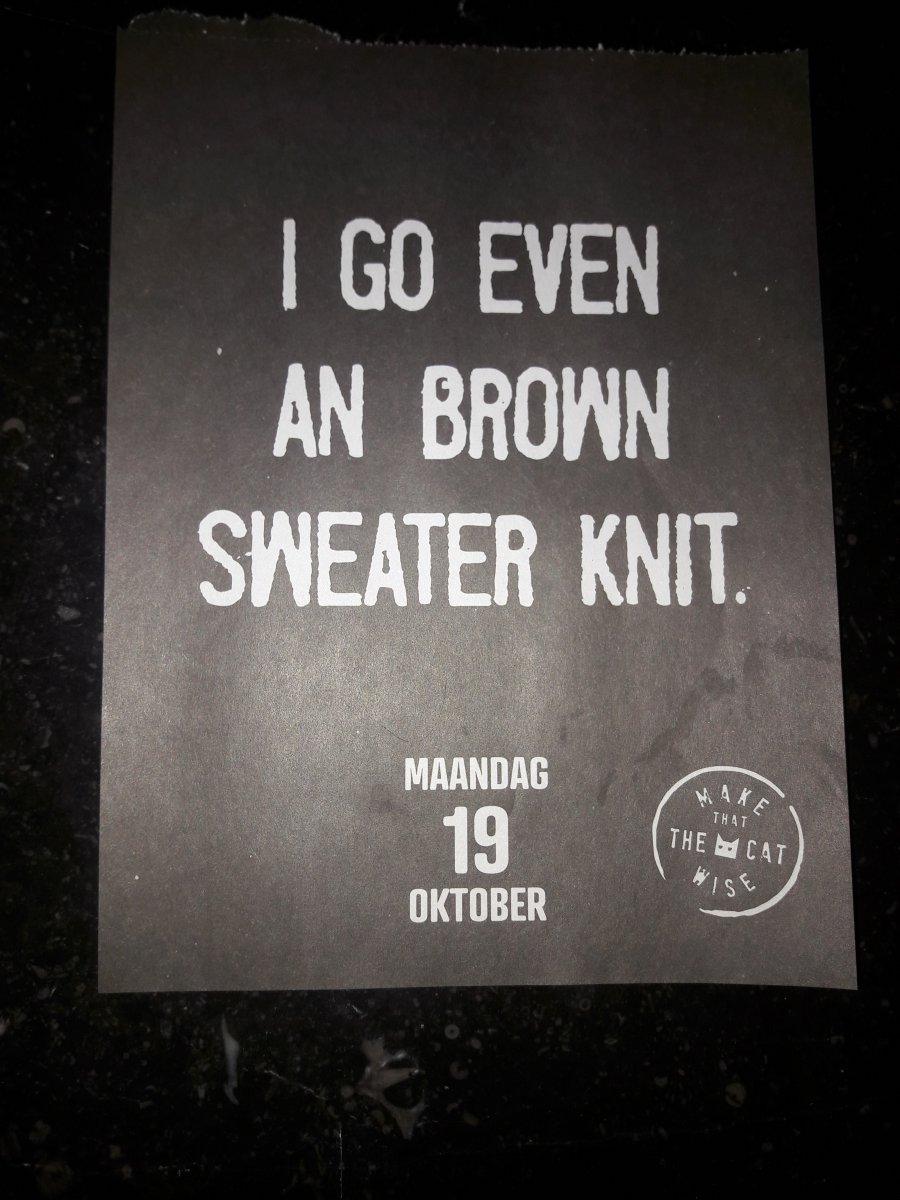 I GO EVEN
AN BROWN
SWEATER KNIT.
MAANDAG
19
OKTOBER
MAKE
THAT
THE CAT
WISE